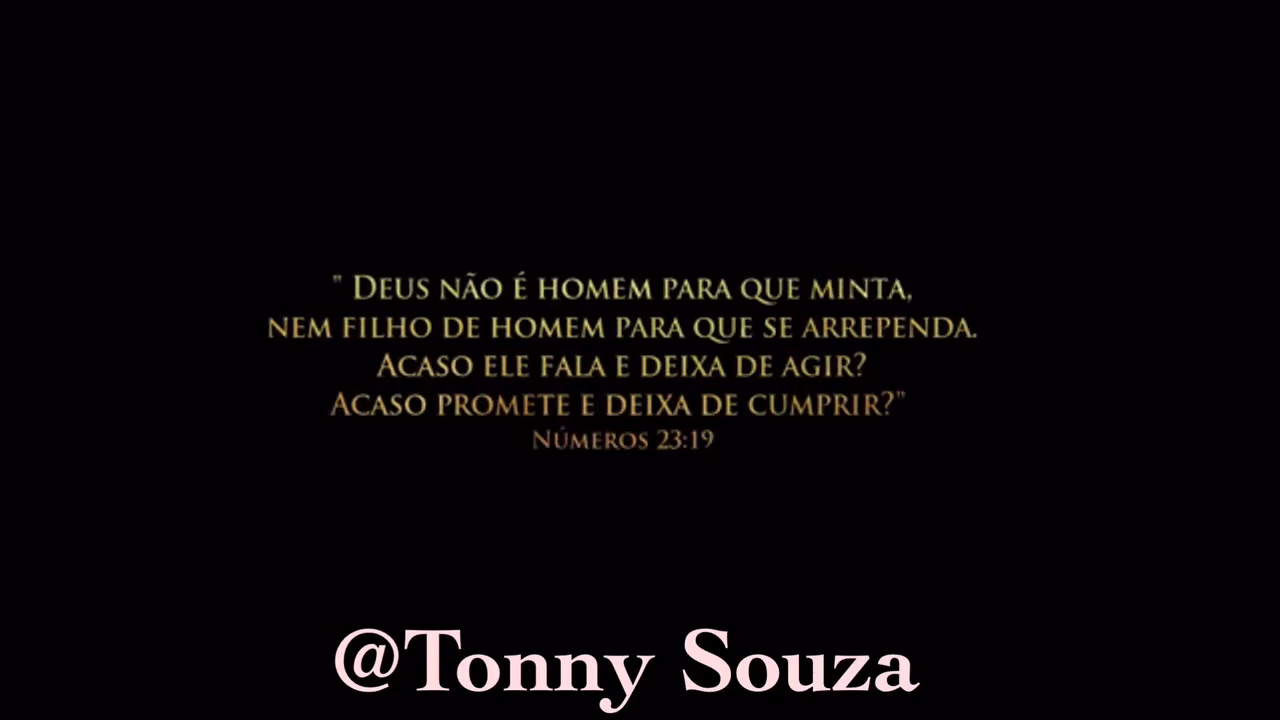 " Deus não é homem para que minta,
nem filho de homem para que se arrependa.
Acaso ele fala e deixa de agir?
Acaso promete e deixa de cumprir?"
Números 23:19
@Tonny Souza